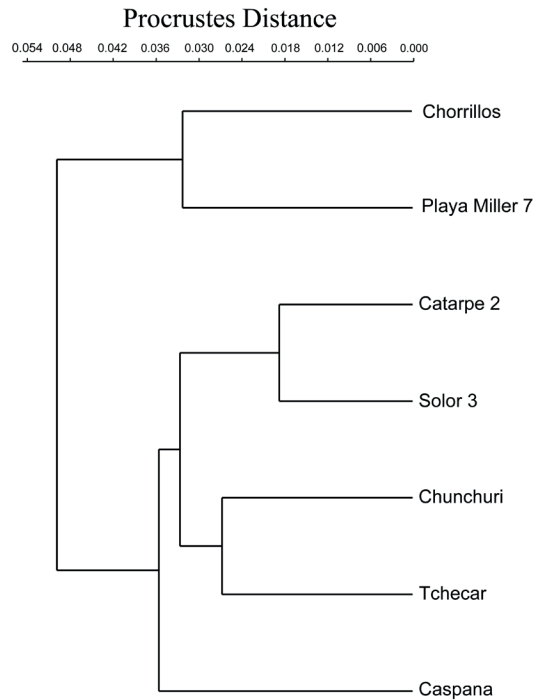 Procrustes Distance
0.054 0.048 0.042 0.036 0.030 0.024 0.018 0.012 0.006 0.000
Chorrillos
Playa Miller 7
Catarpe 2
Solor 3
Chunchuri
Tchecar
Caspana